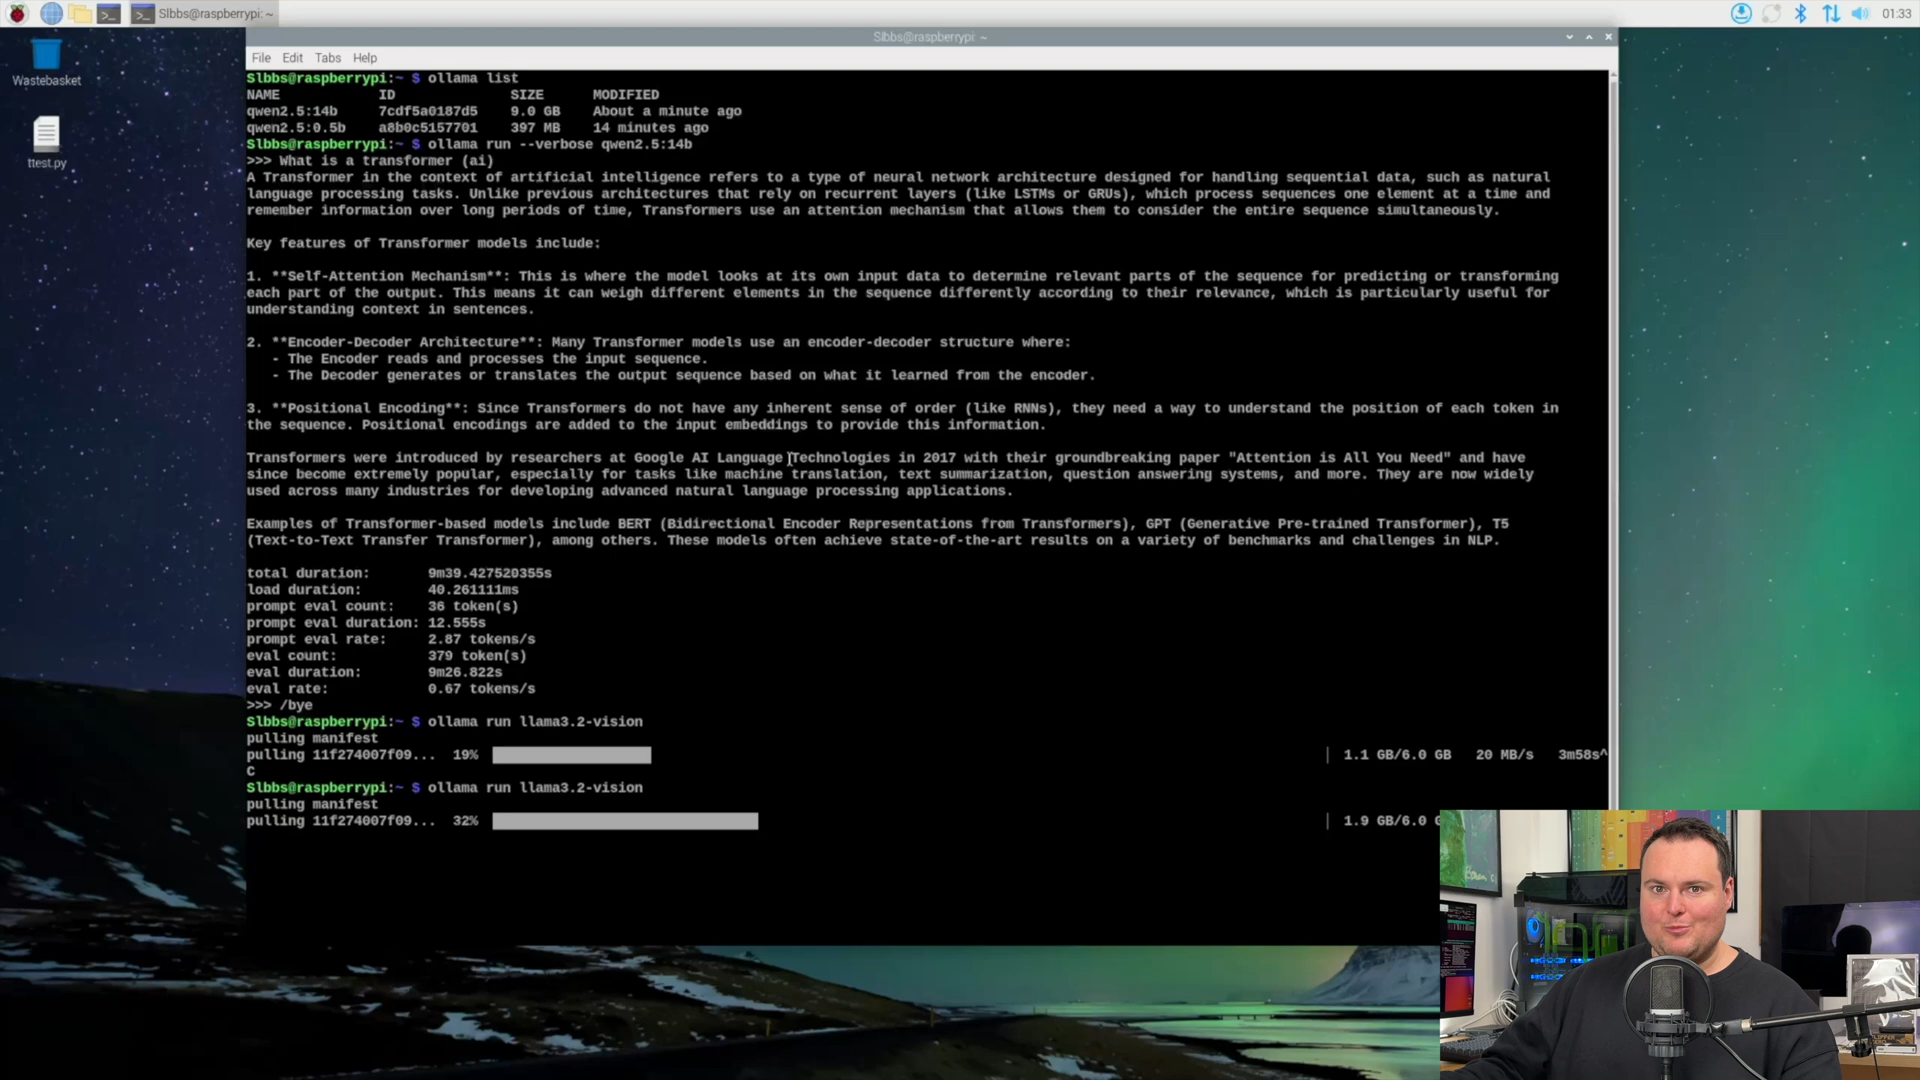 Slbbs@raspberrypi: ~
01:33
Slbbs@raspberrypi: ~
Wastebasket
ttest.py
File Edit Tabs Help
Slbbs@raspberrypi:~ $ ollama list
NAME ID SIZE MODIFIED
qwen2.5:14b 7cdf5a0187d5 9.0 GB About a minute ago
qwen2.5:0.5b a8b0c5157701 397 MB 14 minutes ago
Slbbs@raspberrypi:~ $ ollama run --verbose qwen2.5:14b
>>> What is a transformer (ai)
A Transformer in the context of artificial intelligence refers to a type of neural network architecture designed for handling sequential data, such as natural
language processing tasks. Unlike previous architectures that rely on recurrent layers (like LSTMs or GRUs), which process sequences one element at a time and
remember information over long periods of time, Transformers use an attention mechanism that allows them to consider the entire sequence simultaneously.
Key features of Transformer models include:
1. **Self-Attention Mechanism**: This is where the model looks at its own input data to determine relevant parts of the sequence for predicting or transforming
each part of the output. This means it can weigh different elements in the sequence differently according to their relevance, which is particularly useful for
understanding context in sentences.
2. **Encoder-Decoder Architecture**: Many Transformer models use an encoder-decoder structure where:
- The Encoder reads and processes the input sequence.
- The Decoder generates or translates the output sequence based on what it learned from the encoder.
3. **Positional Encoding**: Since Transformers do not have any inherent sense of order (like RNNs), they need a way to understand the position of each token in
the sequence. Positional encodings are added to the input embeddings to provide this information.
Transformers were introduced by researchers at Google AI Language Technologies in 2017 with their groundbreaking paper "Attention is All You Need" and have
since become extremely popular, especially for tasks like machine translation, text summarization, question answering systems, and more. They are now widely
used across many industries for developing advanced natural language processing applications.
Examples of Transformer-based models include BERT (Bidirectional Encoder Representations from Transformers), GPT (Generative Pre-trained Transformer), T5
(Text-to-Text Transfer Transformer), among others. These models often achieve state-of-the-art results on a variety of benchmarks and challenges in NLP.
total duration: 9m39.427520355s
load duration: 40.261111ms
prompt eval count: 36 token(s)
prompt eval duration: 12.555s
prompt eval rate: 2.87 tokens/s
eval count: 379 token(s)
eval duration: 9m26.822s
eval rate: 0.67 tokens/s
>>> /bye
Slbbs@raspberrypi:~ $ ollama run llama3.2-vision
pulling manifest
pulling 11f274007f09... 19% | 1.1 GB/6.0 GB 20 MB/s 3m58s^
C
Slbbs@raspberrypi:~ $ ollama run llama3.2-vision
pulling manifest
pulling 11f274007f09... 32% | 1.9 GB/6.0 G